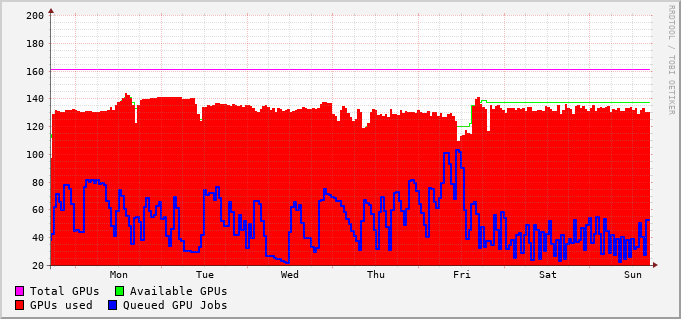 200
180
160
140
120
100
80
60
40
20
Mon Tue Wed Thu Fri Sat Sun
Total GPUs Available GPUs
GPUs used Queued GPU Jobs
RRDTOOL / TOBI OETIKER